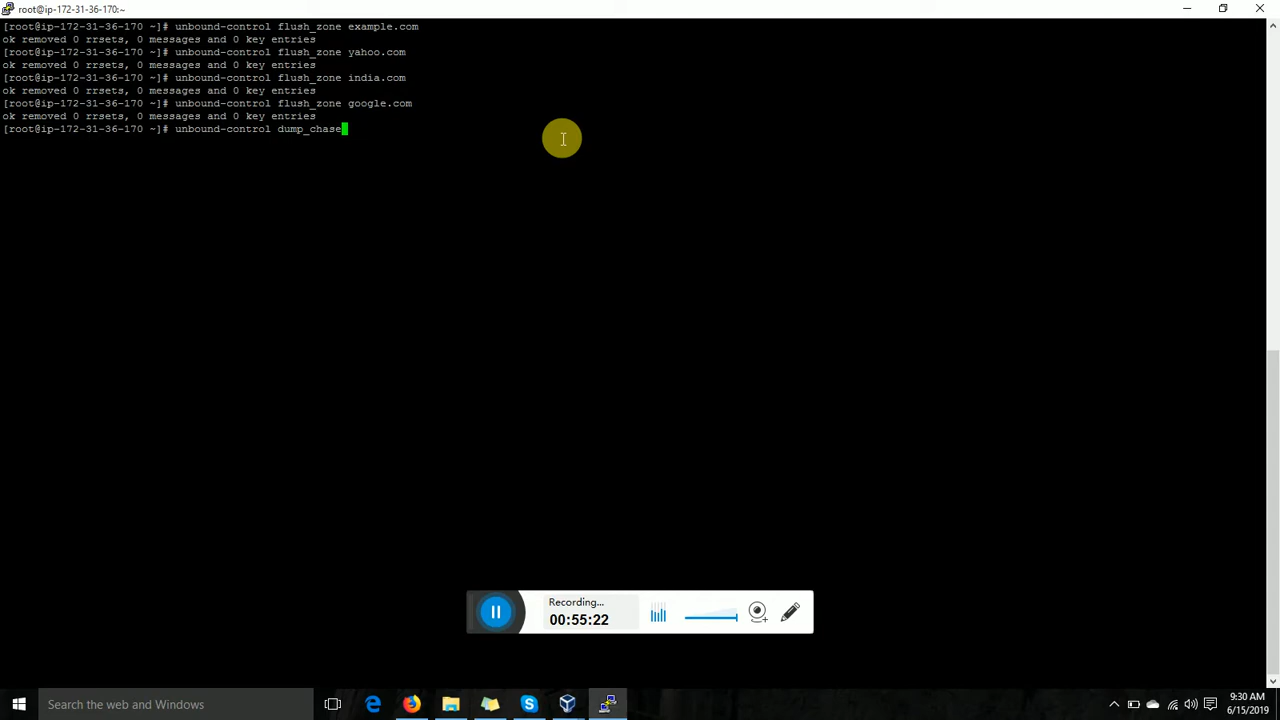 root@ip-172-31-36-170:~
[root@ip-172-31-36-170 ~]# unbound-control flush_zone example.com
ok removed 0 rrsets, 0 messages and 0 key entries
[root@ip-172-31-36-170 ~]# unbound-control flush_zone yahoo.com
ok removed 0 rrsets, 0 messages and 0 key entries
[root@ip-172-31-36-170 ~]# unbound-control flush_zone india.com
ok removed 0 rrsets, 0 messages and 0 key entries
[root@ip-172-31-36-170 ~]# unbound-control flush_zone google.com
ok removed 0 rrsets, 0 messages and 0 key entries
[root@ip-172-31-36-170 ~]# unbound-control dump_chase
Recording...
00:55:22
Search the web and Windows
9:30 AM
6/15/2019